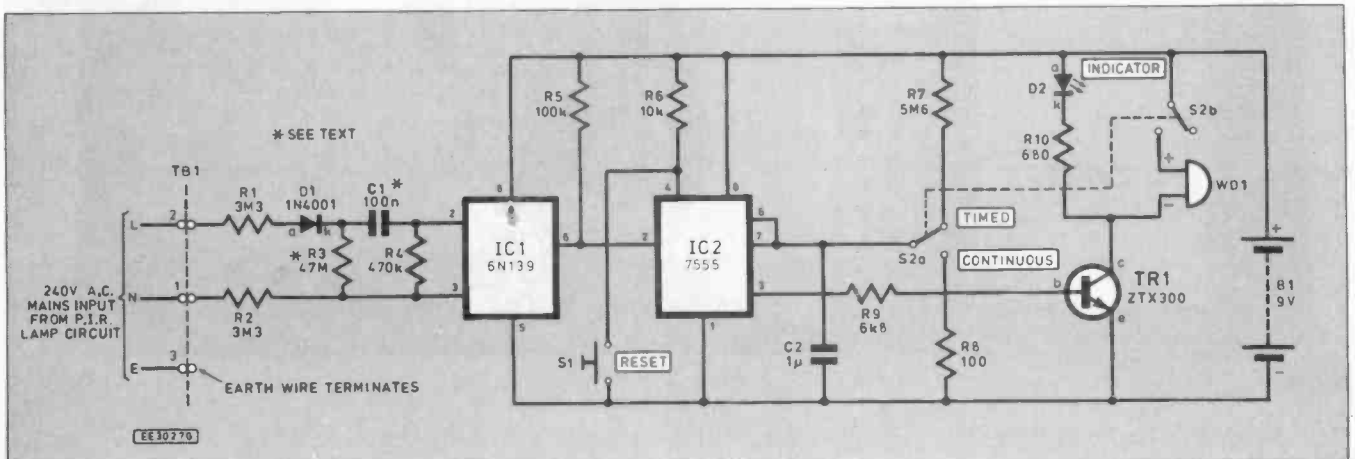 * SEE TEXT
TB1
L
2
R1
3M3
D1
1N4001
a
k
C1 *
100n
* R3
47M
R4
470k
N
1
R2
3M3
240V A.C.
MAINS INPUT
FROM P.I.R.
LAMP CIRCUIT
E
3
EARTH WIRE TERMINATES
EE3027G
8
2
3
IC1
6N139
6
5
R5
100k
R6
10k
4
8
2
IC2
7555
6
7
3
1
S1
RESET
C2
1µ
R7
5M6
S2a
TIMED
CONTINUOUS
R8
100
R9
6k8
a
D2
k
INDICATOR
R10
680
S2b
+
WD1
−
c
b
e
TR1
ZTX300
+
B1
9V
−